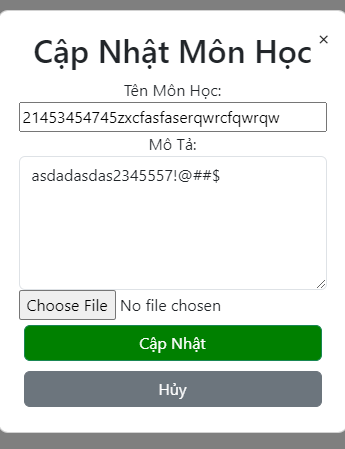 ×
Cập Nhật Môn Học
Tên Môn Học:
21453454745zxcfasfaserqwrcfqwrqw
Mô Tả:
asdadasdas2345557!@##$
Choose File No file chosen
Cập Nhật
Hủy